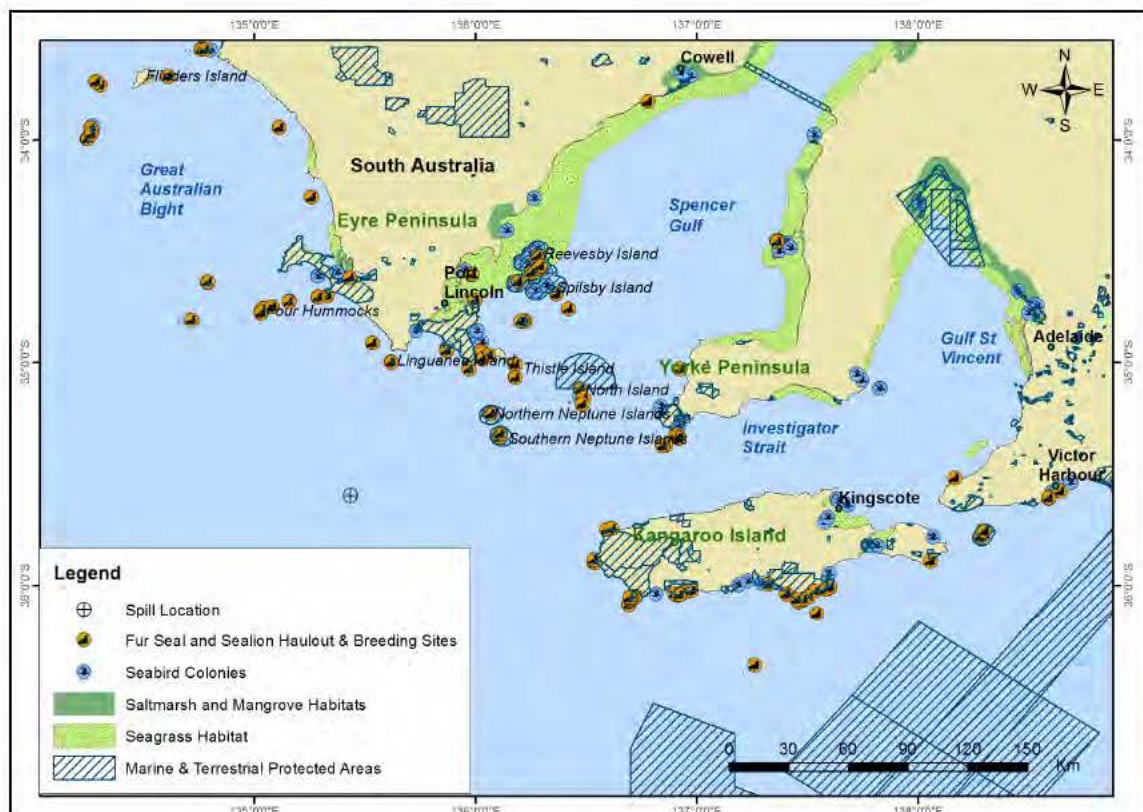 135°0'0"E
136°0'0"E
137°0'0"E
138°0'0"E
Cowell
N
Flinders Island
W
E
S
34°0'0"S
34°0'0"S
South Australia
Great
Australian
Bight
Spencer
Gulf
Eyre Peninsula
Reevesby Island
Port
Lincoln
Spilsby Island
Four Hummocks
Gulf St
Vincent
Adelaide
35°0'0"S
35°0'0"S
Linguanea Island
Thistle Island
Yorke Peninsula
North Island
Northern Neptune Islands
Investigator
Strait
Southern Neptune Islands
Victor
Harbour
Kingscote
Kangaroo Island
36°0'0"S
36°0'0"S
Legend
Spill Location
Fur Seal and Sealion Haulout & Breeding Sites
Seabird Colonies
Saltmarsh and Mangrove Habitats
Seagrass Habitat
Marine & Terrestrial Protected Areas
0 30 60 90 120 150
Km
135°0'0"E
136°0'0"E
137°0'0"E
138°0'0"E